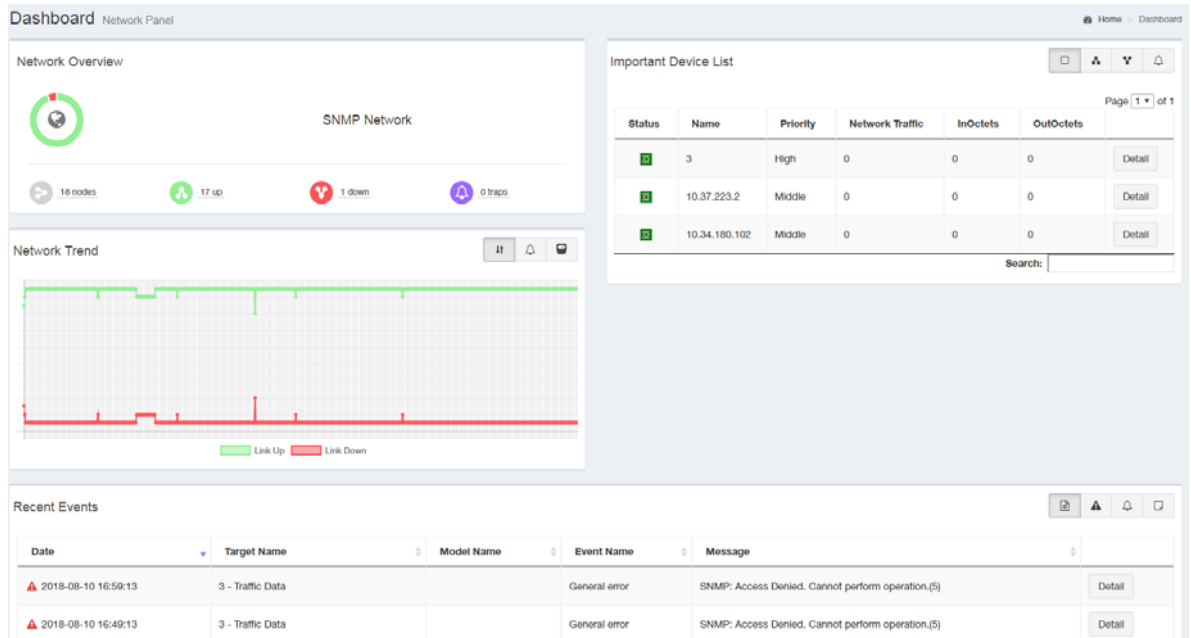 Dashboard Network Panel
Home > Dashboard
Network Overview
SNMP Network
18 nodes
17 up
1 down
0 traps
Important Device List
Page 1 of 1
Status Name Priority Network Traffic InOctets OutOctets
3 High 0 0 0 Detail
10.37.223.2 Middle 0 0 0 Detail
10.34.180.102 Middle 0 0 0 Detail
Search:
Network Trend
Link Up Link Down
Recent Events
Date Target Name Model Name Event Name Message
2018-08-10 16:59:13 3 - Traffic Data General error SNMP: Access Denied. Cannot perform operation.(5) Detail
2018-08-10 16:49:13 3 - Traffic Data General error SNMP: Access Denied. Cannot perform operation.(5) Detail